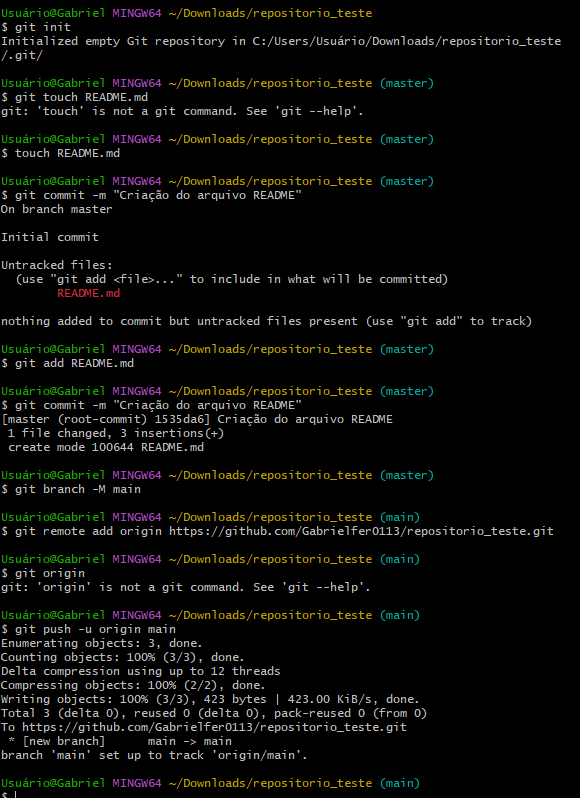 Usuário@Gabriel MINGW64 ~/Downloads/repositorio_teste
$ git init
Initialized empty Git repository in C:/Users/Usuário/Downloads/repositorio_teste
/.git/
Usuário@Gabriel MINGW64 ~/Downloads/repositorio_teste (master)
$ git touch README.md
git: 'touch' is not a git command. See 'git --help'.
Usuário@Gabriel MINGW64 ~/Downloads/repositorio_teste (master)
$ touch README.md
Usuário@Gabriel MINGW64 ~/Downloads/repositorio_teste (master)
$ git commit -m "Criação do arquivo README"
On branch master
Initial commit
Untracked files:
(use "git add <file>..." to include in what will be committed)
README.md
nothing added to commit but untracked files present (use "git add" to track)
Usuário@Gabriel MINGW64 ~/Downloads/repositorio_teste (master)
$ git add README.md
Usuário@Gabriel MINGW64 ~/Downloads/repositorio_teste (master)
$ git commit -m "Criação do arquivo README"
[master (root-commit) 1535da6] Criação do arquivo README
1 file changed, 3 insertions(+)
create mode 100644 README.md
Usuário@Gabriel MINGW64 ~/Downloads/repositorio_teste (master)
$ git branch -M main
Usuário@Gabriel MINGW64 ~/Downloads/repositorio_teste (main)
$ git remote add origin https://github.com/Gabrielfer0113/repositorio_teste.git
Usuário@Gabriel MINGW64 ~/Downloads/repositorio_teste (main)
$ git origin
git: 'origin' is not a git command. See 'git --help'.
Usuário@Gabriel MINGW64 ~/Downloads/repositorio_teste (main)
$ git push -u origin main
Enumerating objects: 3, done.
Counting objects: 100% (3/3), done.
Delta compression using up to 12 threads
Compressing objects: 100% (2/2), done.
Writing objects: 100% (3/3), 423 bytes | 423.00 KiB/s, done.
Total 3 (delta 0), reused 0 (delta 0), pack-reused 0 (from 0)
To https://github.com/Gabrielfer0113/repositorio_teste.git
* [new branch]      main -> main
branch 'main' set up to track 'origin/main'.
Usuário@Gabriel MINGW64 ~/Downloads/repositorio_teste (main)
$